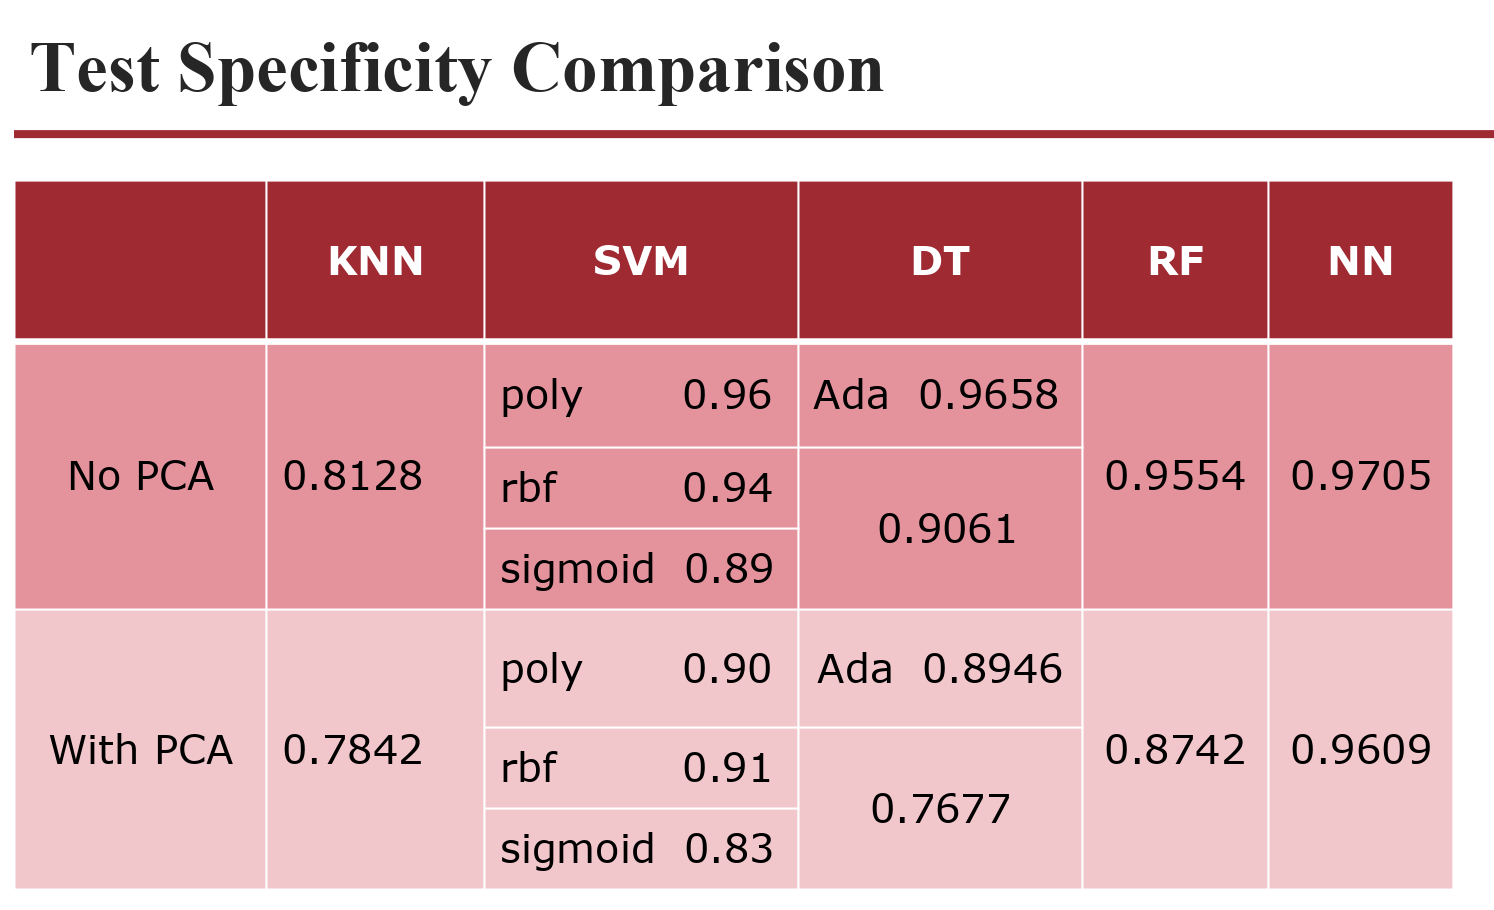 Test Specificity Comparison
KNN SVM DT RF NN
No PCA 0.8128 poly 0.96 Ada 0.9658 0.9554 0.9705
rbf 0.94 0.9061
sigmoid 0.89
With PCA 0.7842 poly 0.90 Ada 0.8946 0.8742 0.9609
rbf 0.91 0.7677
sigmoid 0.83